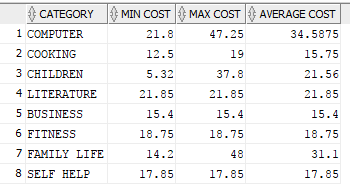 CATEGORY MIN COST MAX COST AVERAGE COST
1 COMPUTER 21.8 47.25 34.5875
2 COOKING 12.5 19 15.75
3 CHILDREN 5.32 37.8 21.56
4 LITERATURE 21.85 21.85 21.85
5 BUSINESS 15.4 15.4 15.4
6 FITNESS 18.75 18.75 18.75
7 FAMILY LIFE 14.2 48 31.1
8 SELF HELP 17.85 17.85 17.85